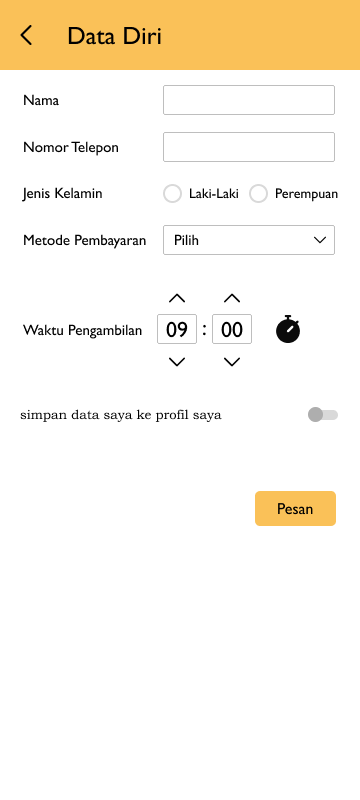 Data Diri
Nama
Nomor Telepon
Jenis Kelamin Laki-Laki Perempuan
Metode Pembayaran Pilih
Waktu Pengambilan 09 : 00
simpan data saya ke profil saya
Pesan